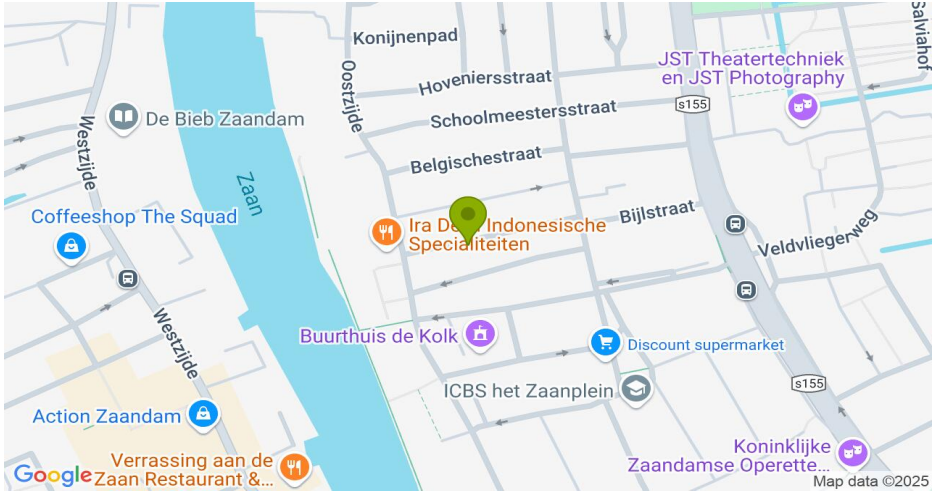 Konijnenpad
Oostzijde
Hoveniersstraat
Schoolmeestersstraat
Belgischestraat
JST Theatertechniek
en JST Photography
Salviahof
s155
De Bieb Zaandam
Westzijde
Zaan
Coffeeshop The Squad
Ira Indonesische
Specialiteiten
Bijlstraat
Veldvliegerweg
Westzijde
Buurthuis de Kolk
Discount supermarket
ICBS het Zaanplein
s155
Action Zaandam
Verrassing aan de
Zaan Restaurant &...
Koninklijke
Zaandamse Operette...
Google
Map data ©2025